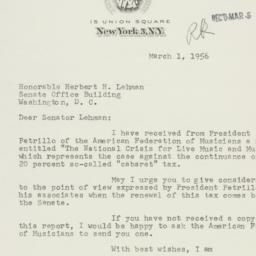 15 UNION SQUARE
New York 3, N.Y.
REC'D MAR 5
March 1, 1956
Honorable Herbert H. Lehman
Senate Office Building
Washington, D. C.
Dear Senator Lehman:
I have received from President
Petrillo of the American Federation of Musicians a
entitled "The National Crisis for Live Music and Mu
which represents the case against the continuance o
20 percent so-called "cabaret" tax.
May I urge you to give consider
to the point of view expressed by President Petrill
his associates when the renewal of this tax comes b
the Senate.
If you have not received a copy
this report, I would be happy to ask the American F
of Musicians to send you one.
With best wishes, I am